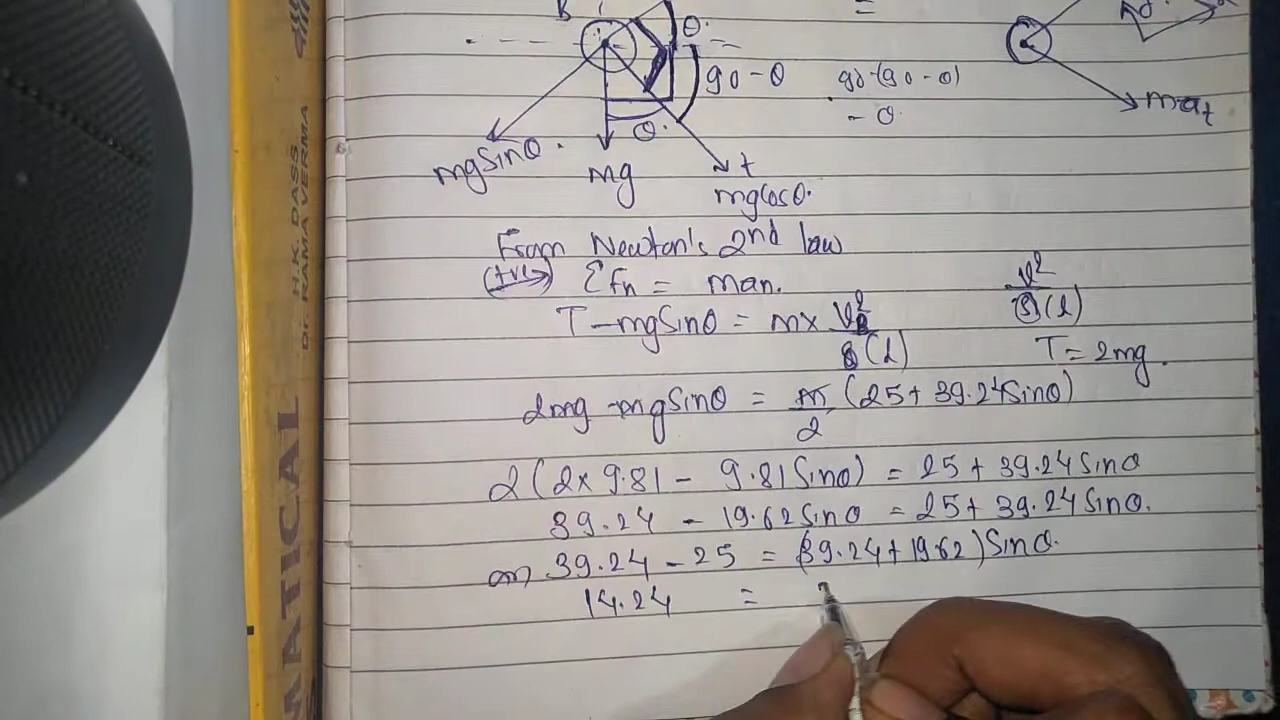 B
θ.
90 - θ
90-(90-θ)
- θ.
mat
mgSinθ.
θ.
mg
t
mgCosθ.
From Newton's 2nd law
(+ve) Σfn = man.
T - mgSinθ = m x V²/(l)
V²/(l)
T = 2mg.
2mg - mgSinθ = m/2 (25 + 39.24Sinθ)
2(2 x 9.81 - 9.81 Sinθ) = 25 + 39.24 Sinθ
39.24 - 19.62 Sinθ = 25 + 39.24 Sinθ.
39.24 - 25 = (39.24 + 19.62) Sinθ.
14.24 =
H.K. DASS
Dr. RAMA VERMA
MATICAL